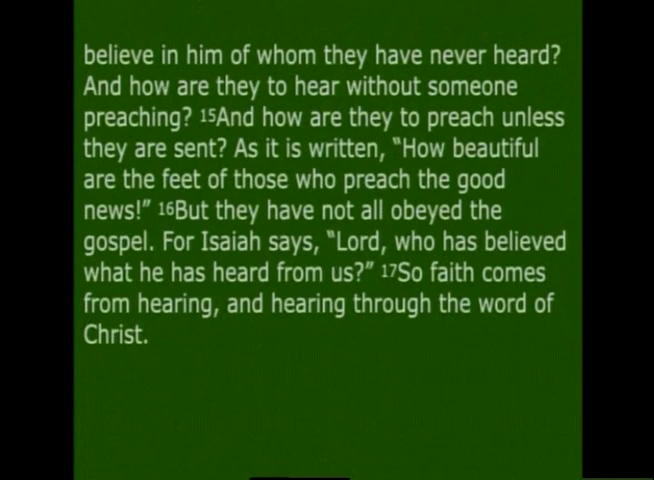 believe in him of whom they have never heard?
And how are they to hear without someone
preaching? 15And how are they to preach unless
they are sent? As it is written, "How beautiful
are the feet of those who preach the good
news!" 16But they have not all obeyed the
gospel. For Isaiah says, "Lord, who has believed
what he has heard from us?" 17So faith comes
from hearing, and hearing through the word of
Christ.